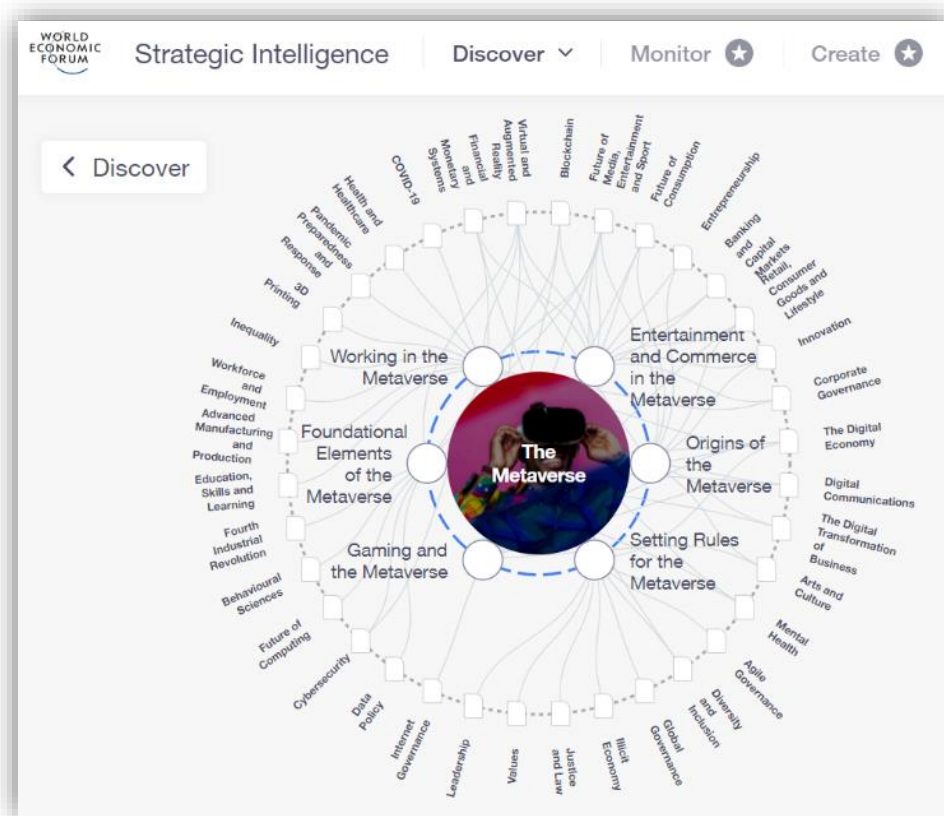 WORLD
ECONOMIC
FORUM
Strategic Intelligence
Discover
Monitor
Create
Discover
COVID-19
Monetary
Systems
Financial
and
Virtual and
Augmented
Reality
Blockchain
Future of
Media,
Entertainment
and Sport
Future of
Consumption
Entrepreneurship
Banking
and
Capital
Markets
Retail,
Consumer
Goods and
Lifestyle
Innovation
Corporate
Governance
The Digital
Economy
Digital
Communications
The Digital
Transformation
of
Business
Arts and
Culture
Mental
Health
Agile
Governance
Diversity
and
Inclusion
Global
Governance
Illicit
Economy
Justice
and Law
Values
Leadership
Internet
Governance
Data
Policy
Cybersecurity
Future of
Computing
Behavioural
Sciences
Fourth
Industrial
Revolution
Education,
Skills and
Learning
Advanced
Manufacturing
and
Production
Workforce
and
Employment
Inequality
3D
Printing
Pandemic
Preparedness
and
Response
Health and
Healthcare
Working in the
Metaverse
Entertainment
and Commerce
in the
Metaverse
Foundational
Elements
of the
Metaverse
The
Metaverse
Origins of
the
Metaverse
Gaming and
the Metaverse
Setting Rules
for the
Metaverse